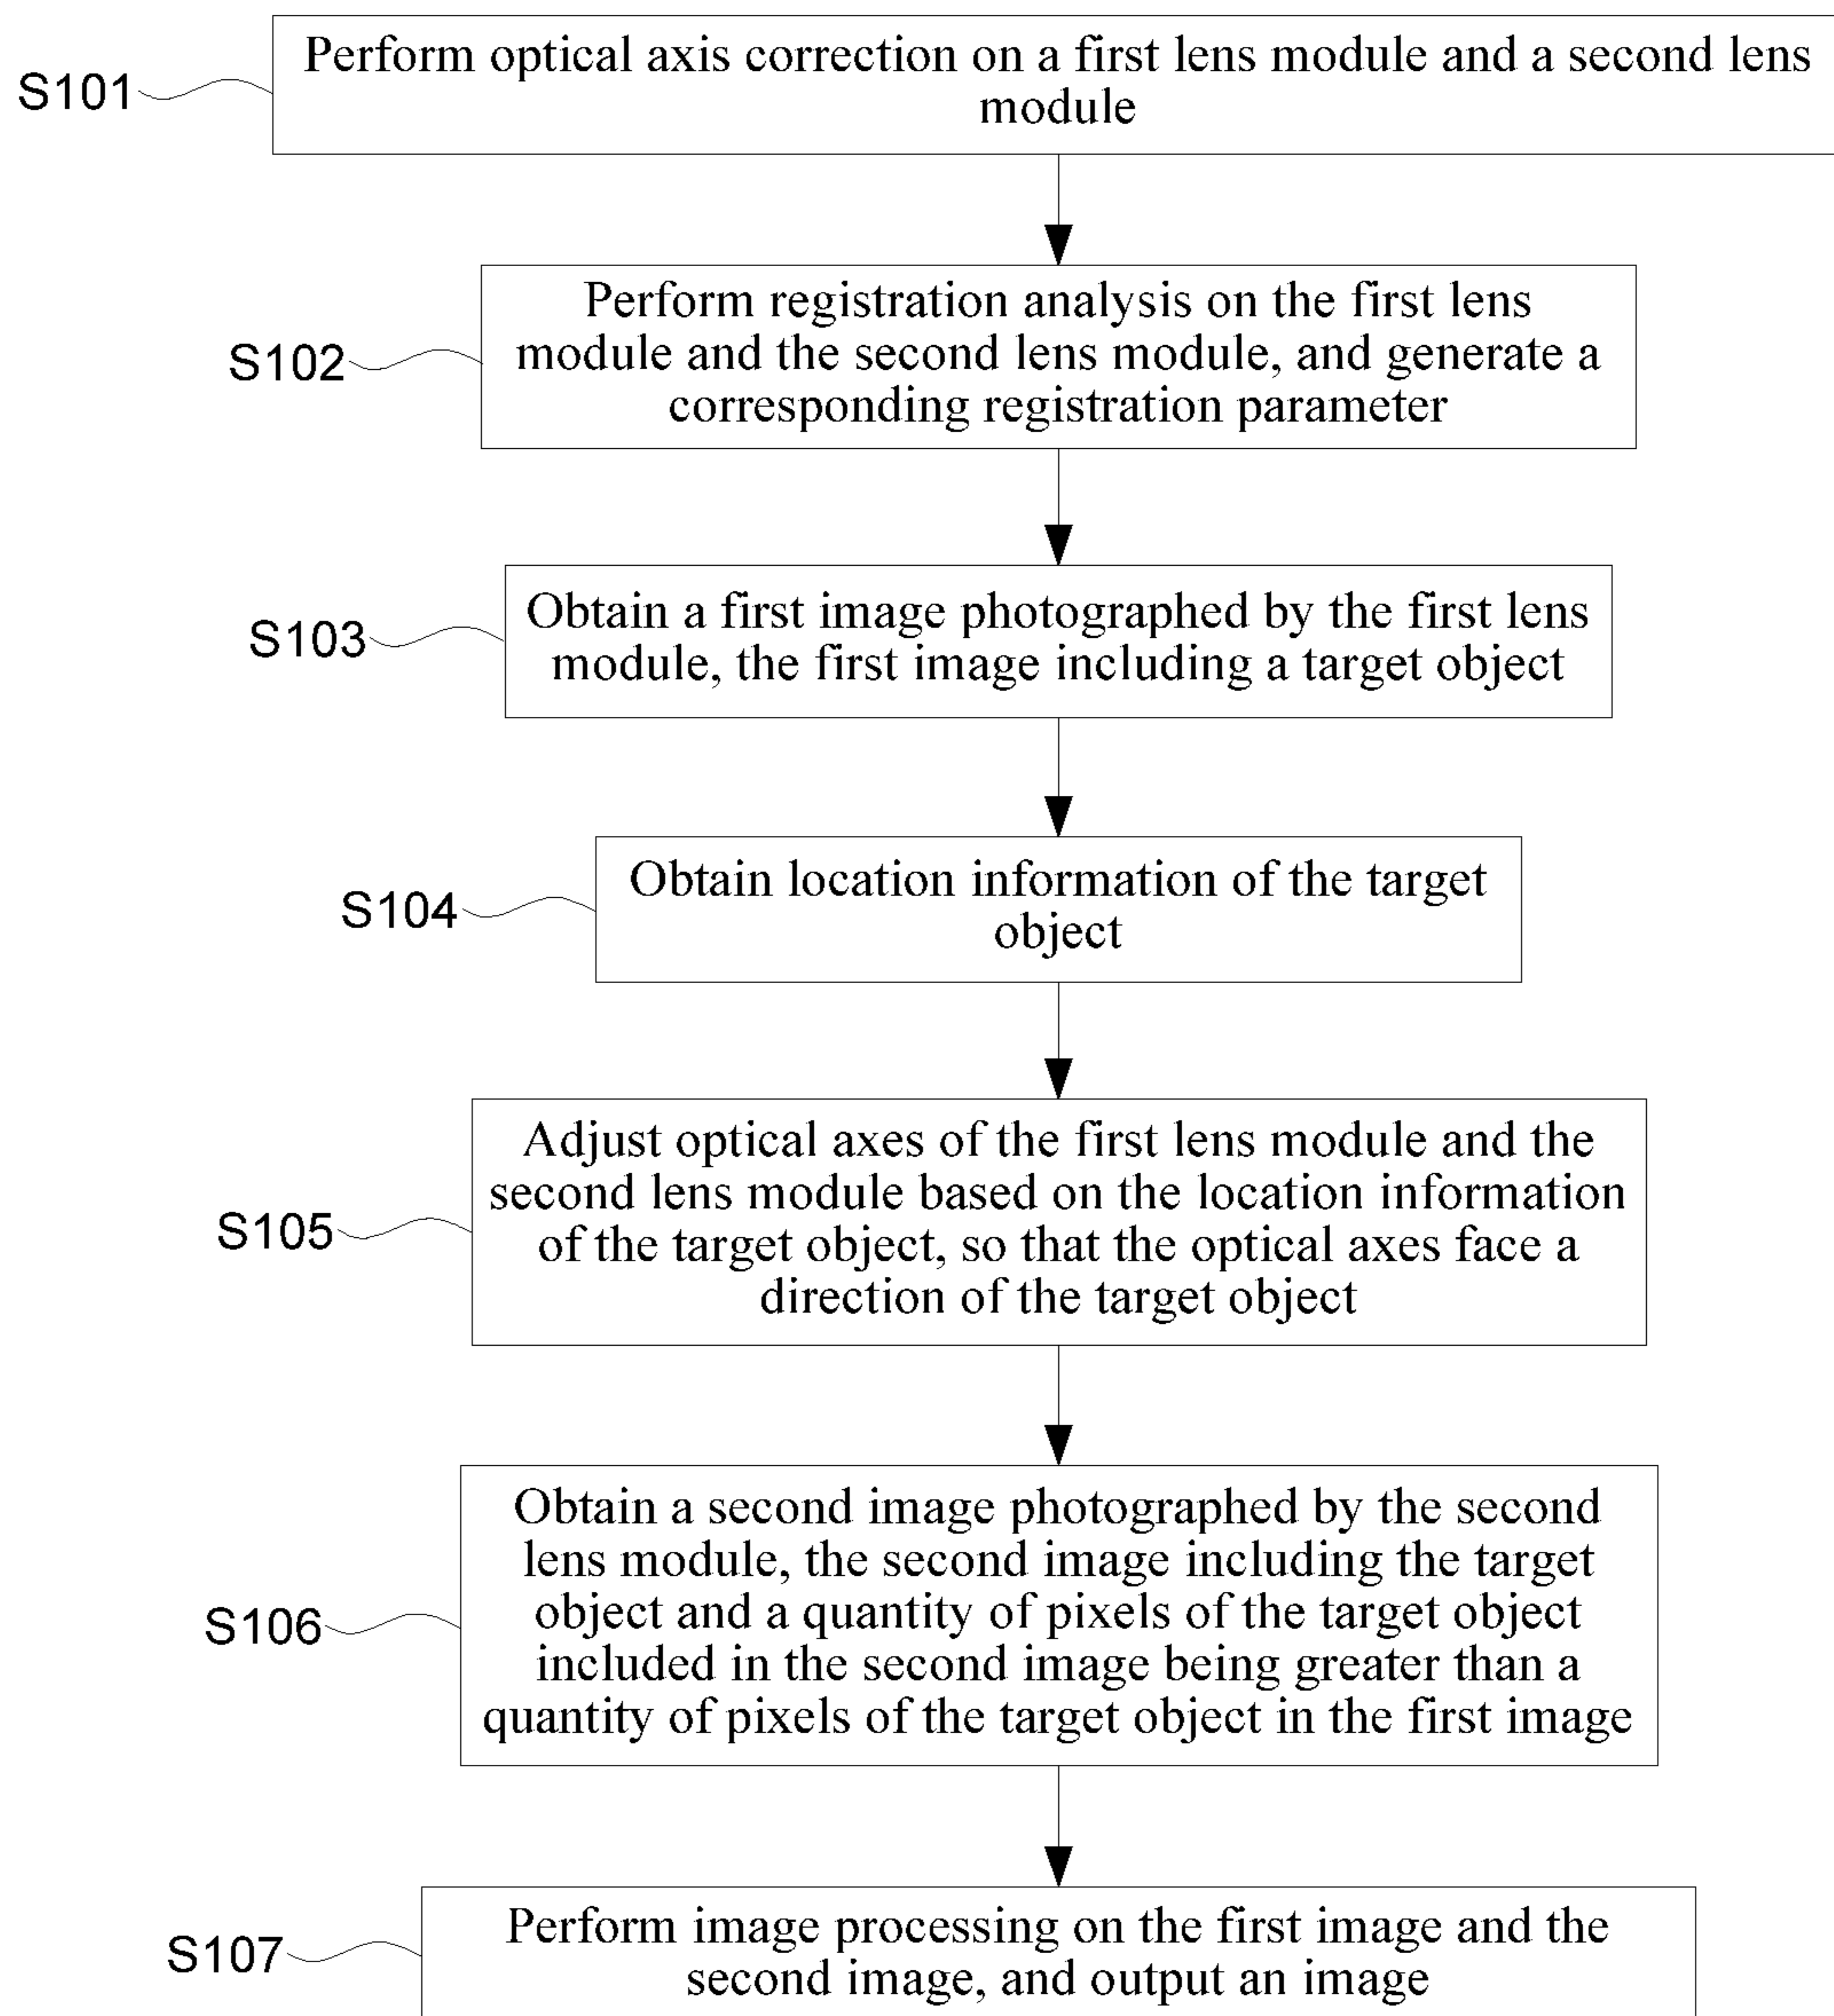 Perform optical axis correction on a first lens module and a second lens
module
S101
Perform registration analysis on the first lens
module and the second lens module, and generate a
corresponding registration parameter
S102
Obtain a first image photographed by the first lens
module, the first image including a target object
S103
Obtain location information of the target
object
S104
Adjust optical axes of the first lens module and the
second lens module based on the location information
of the target object, so that the optical axes face a
direction of the target object
S105
Obtain a second image photographed by the second
lens module, the second image including the target
object and a quantity of pixels of the target object
included in the second image being greater than a
quantity of pixels of the target object in the first image
S106
Perform image processing on the first image and the
second image, and output an image
S107